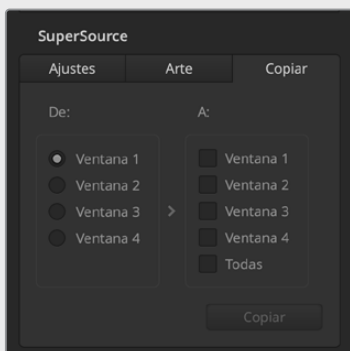 SuperSource
Ajustes Arte Copiar
De: A:
Ventana 1 Ventana 1
Ventana 2 Ventana 2
Ventana 3 > Ventana 3
Ventana 4 Ventana 4
Todas
Copiar